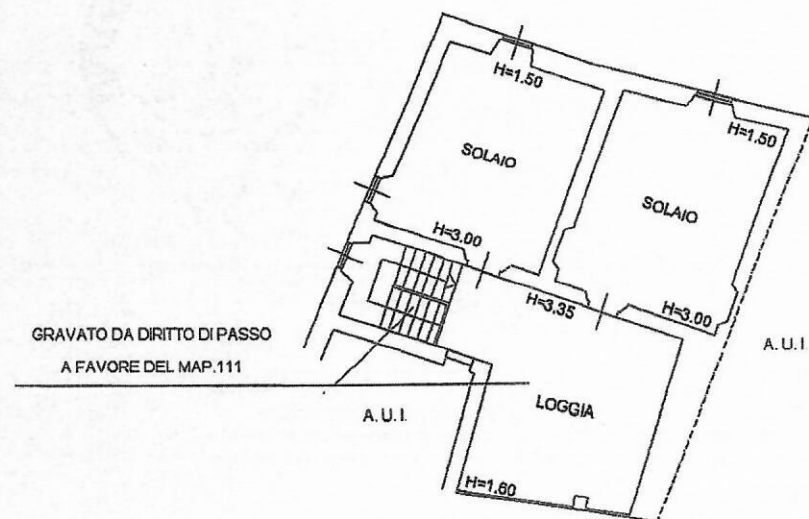 H=1.50
H=1.50
SOLAIO
SOLAIO
H=3.00
H=3.35
H=3.00
GRAVATO DA DIRITTO DI PASSO
A FAVORE DEL MAP.111
A.U.I.
A.U.I.
LOGGIA
H=1.60